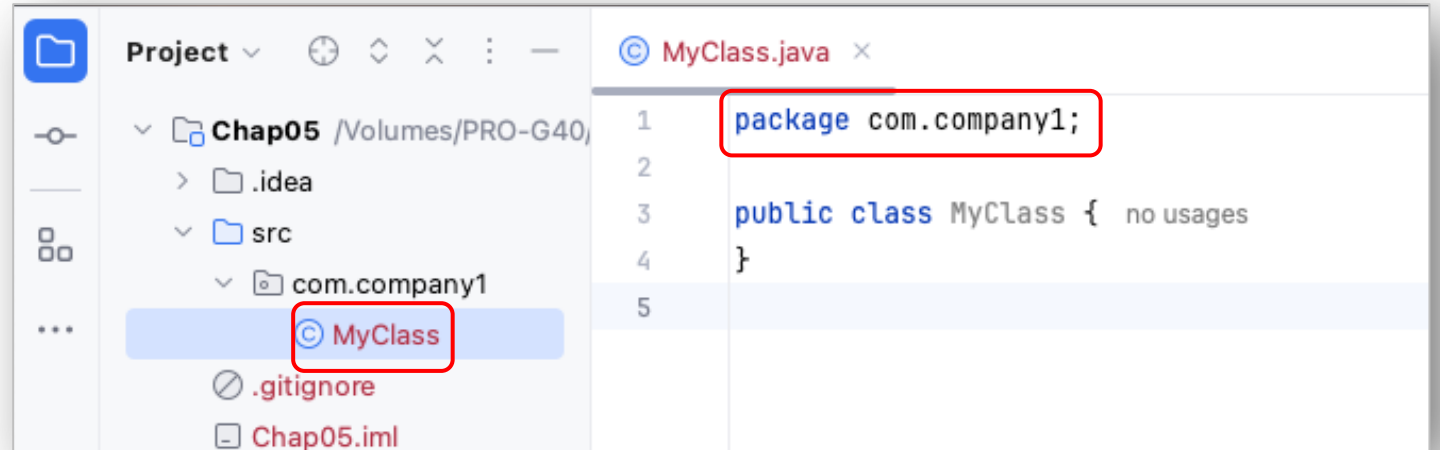 Project
Chap05 /Volumes/PRO-G40/
.idea
src
com.company1
MyClass
.gitignore
Chap05.iml
MyClass.java
1 package com.company1;
2
3 public class MyClass { no usages
4 }
5